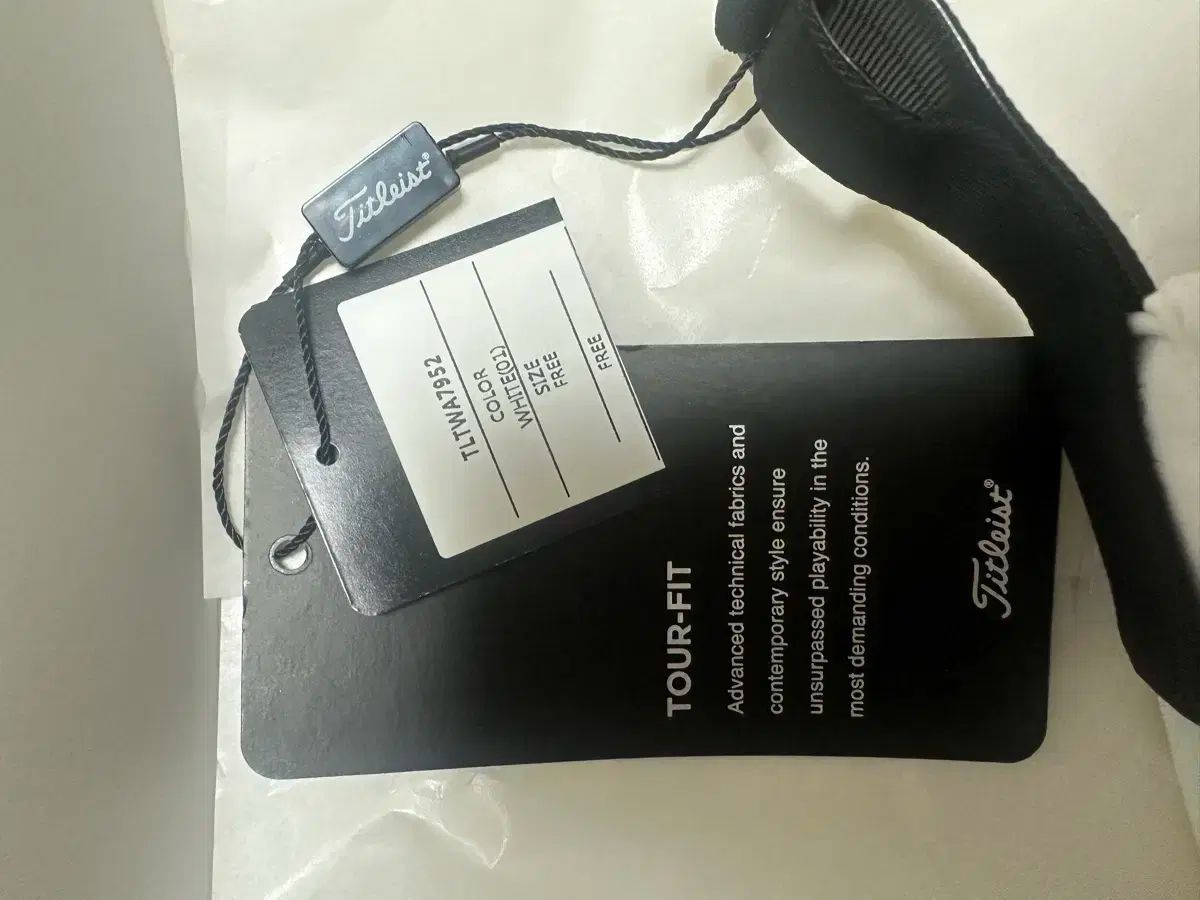 Titleist®
TLTWA7952
COLOR
WHITE(01)
SIZE
FREE
FREE
TOUR-FIT
Advanced technical fabrics and
contemporary style ensure
unsurpassed playability in the
most demanding conditions.
Titleist®